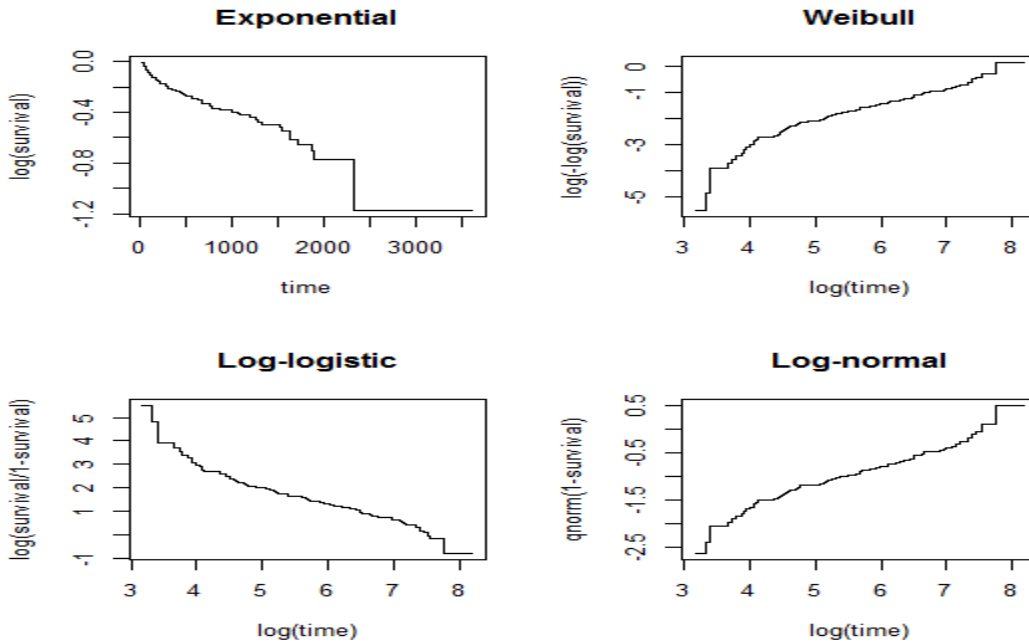 Exponential
log(survival)
0.0
-0.4
-0.8
-1.2
0 1000 2000 3000
time
Weibull
log(-log(survival))
0
-1
-3
-5
3 4 5 6 7 8
log(time)
Log-logistic
log(survival/1-survival)
5
4
3
2
1
-1
3 4 5 6 7 8
log(time)
Log-normal
qnorm(1-survival)
0.5
-0.5
-1.5
-2.5
3 4 5 6 7 8
log(time)